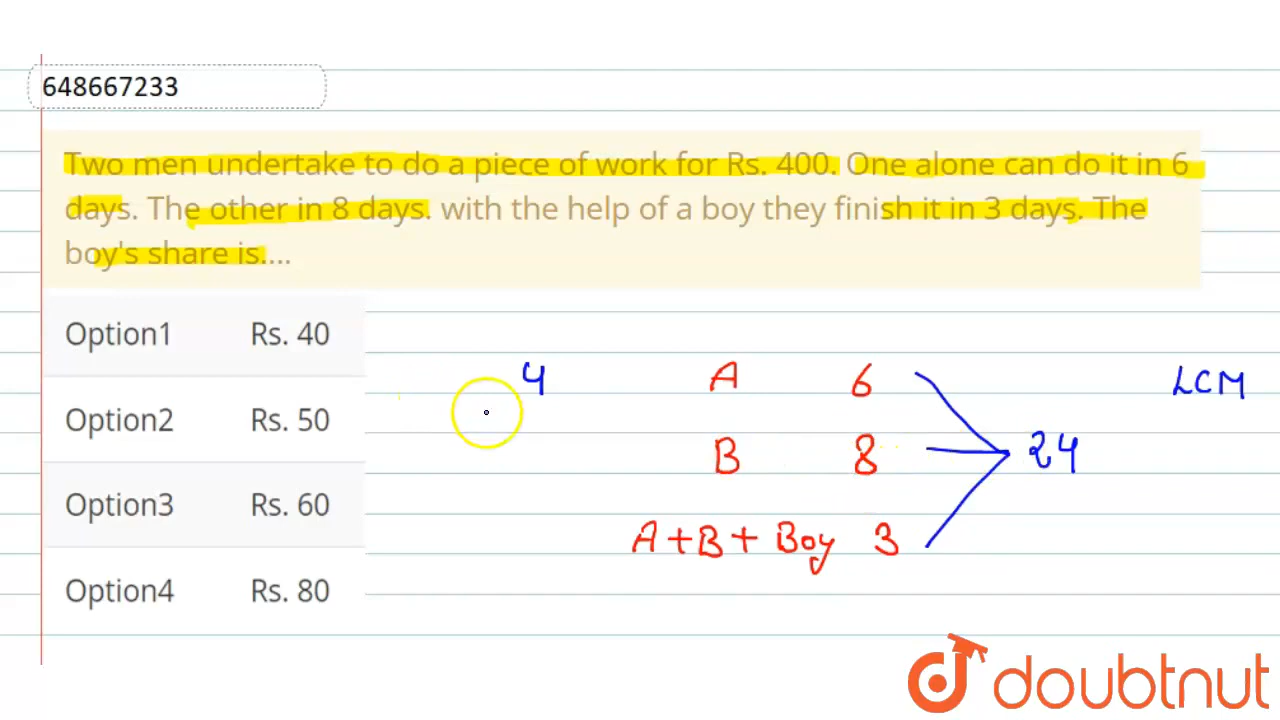 648667233
Two men undertake to do a piece of work for Rs. 400. One alone can do it in 6
days. The other in 8 days. with the help of a boy they finish it in 3 days. The
boy's share is....
Option1 Rs. 40
Option2 Rs. 50
Option3 Rs. 60
Option4 Rs. 80
4 A 6 LCM
B 8 24
A+B+ Boy 3
doubtnut